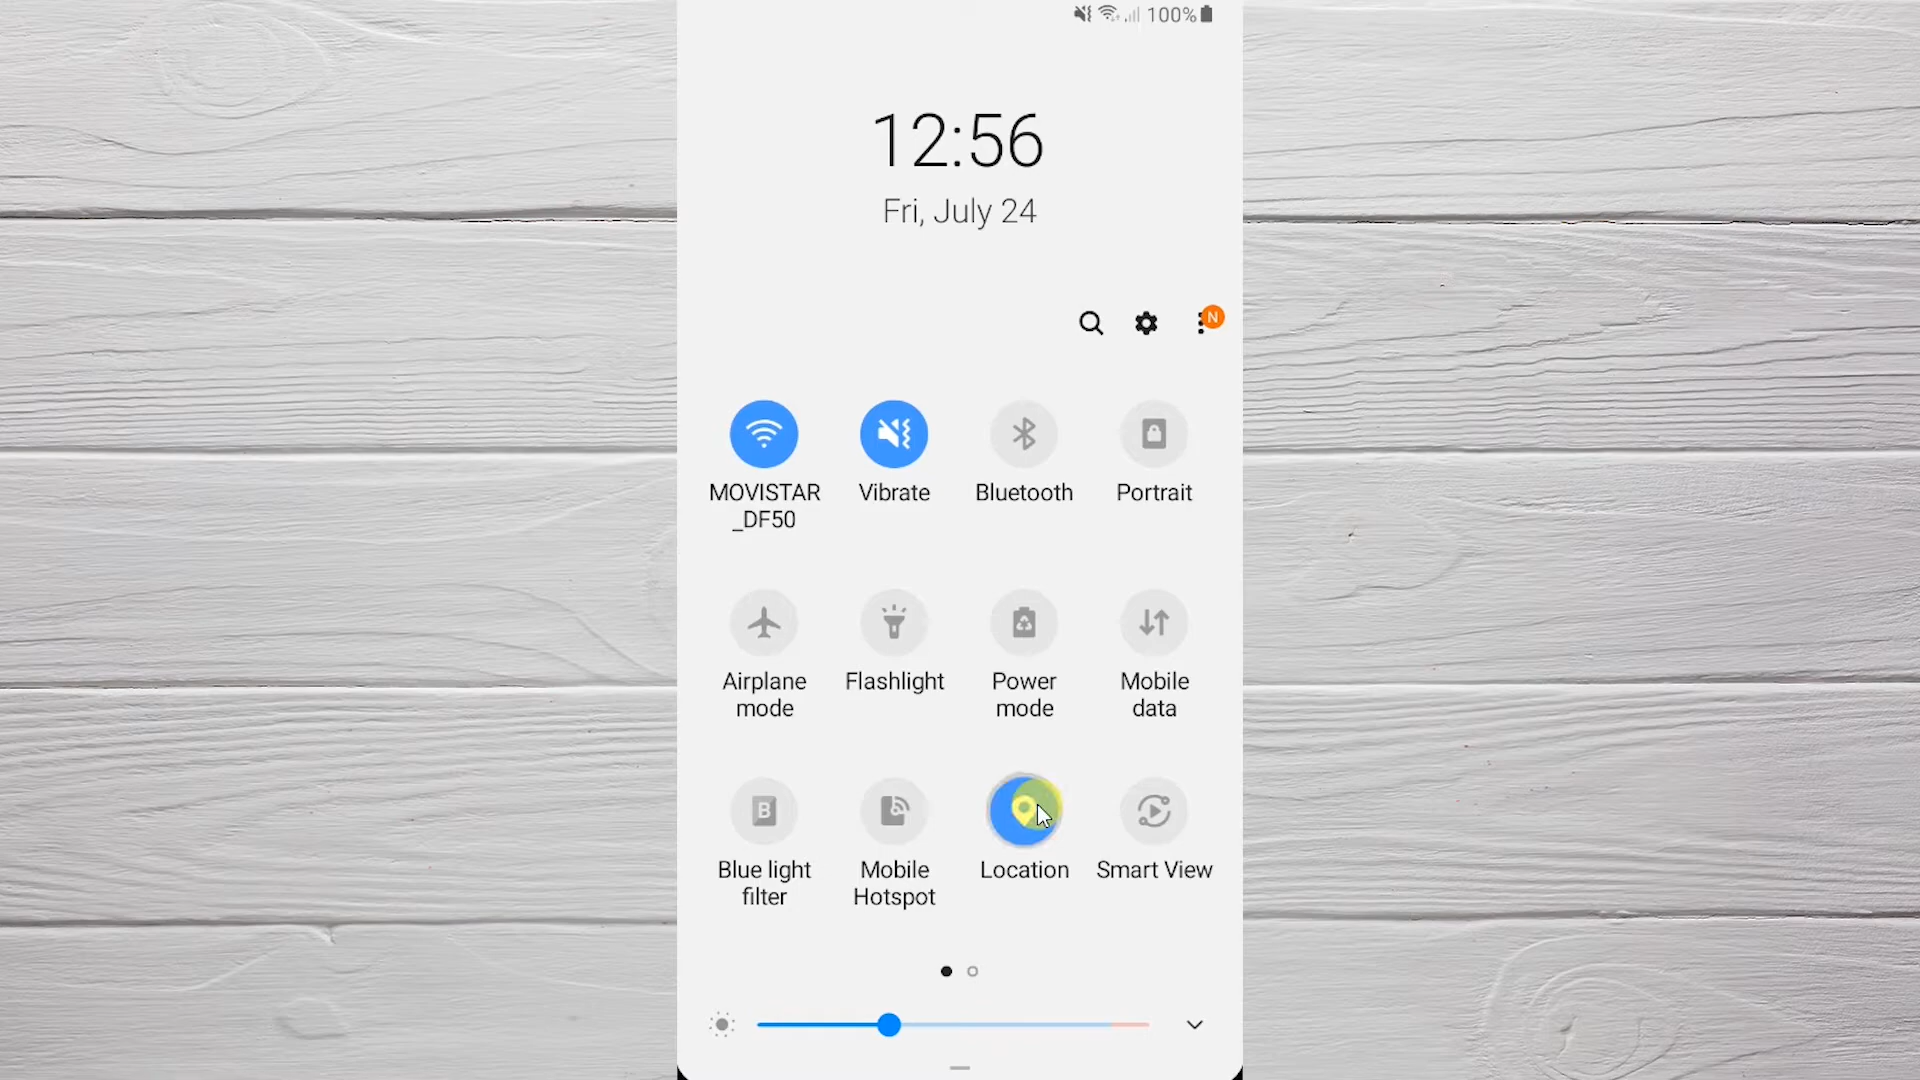 100%
12:56
Fri, July 24
N
MOVISTAR
_DF50
Vibrate
Bluetooth
Portrait
Airplane
mode
Flashlight
Power
mode
Mobile
data
B
Blue light
filter
Mobile
Hotspot
Location
Smart View